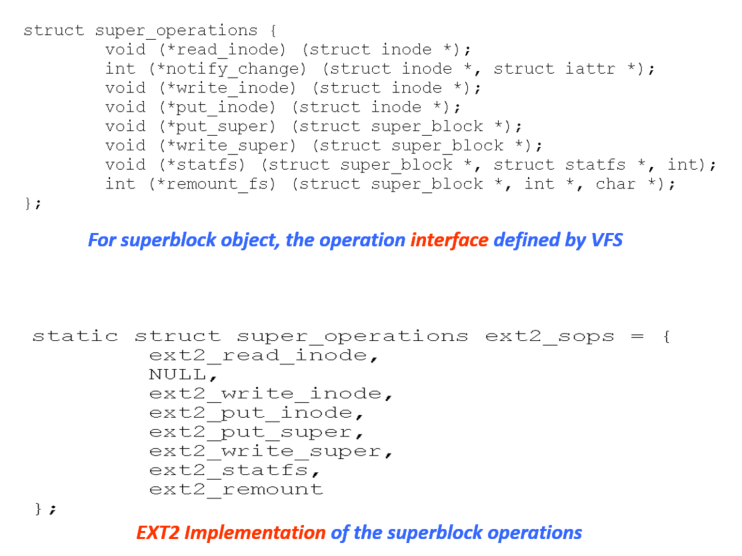 struct super_operations {
void (*read_inode) (struct inode *);
int (*notify_change) (struct inode *, struct iattr *);
void (*write_inode) (struct inode *);
void (*put_inode) (struct inode *);
void (*put_super) (struct super_block *);
void (*write_super) (struct super_block *);
void (*statfs) (struct super_block *, struct statfs *, int);
int (*remount_fs) (struct super_block *, int *, char *);
};
For superblock object, the operation interface defined by VFS
static struct super_operations ext2_sops = {
ext2_read_inode,
NULL,
ext2_write_inode,
ext2_put_inode,
ext2_put_super,
ext2_write_super,
ext2_statfs,
ext2_remount
};
EXT2 Implementation of the superblock operations